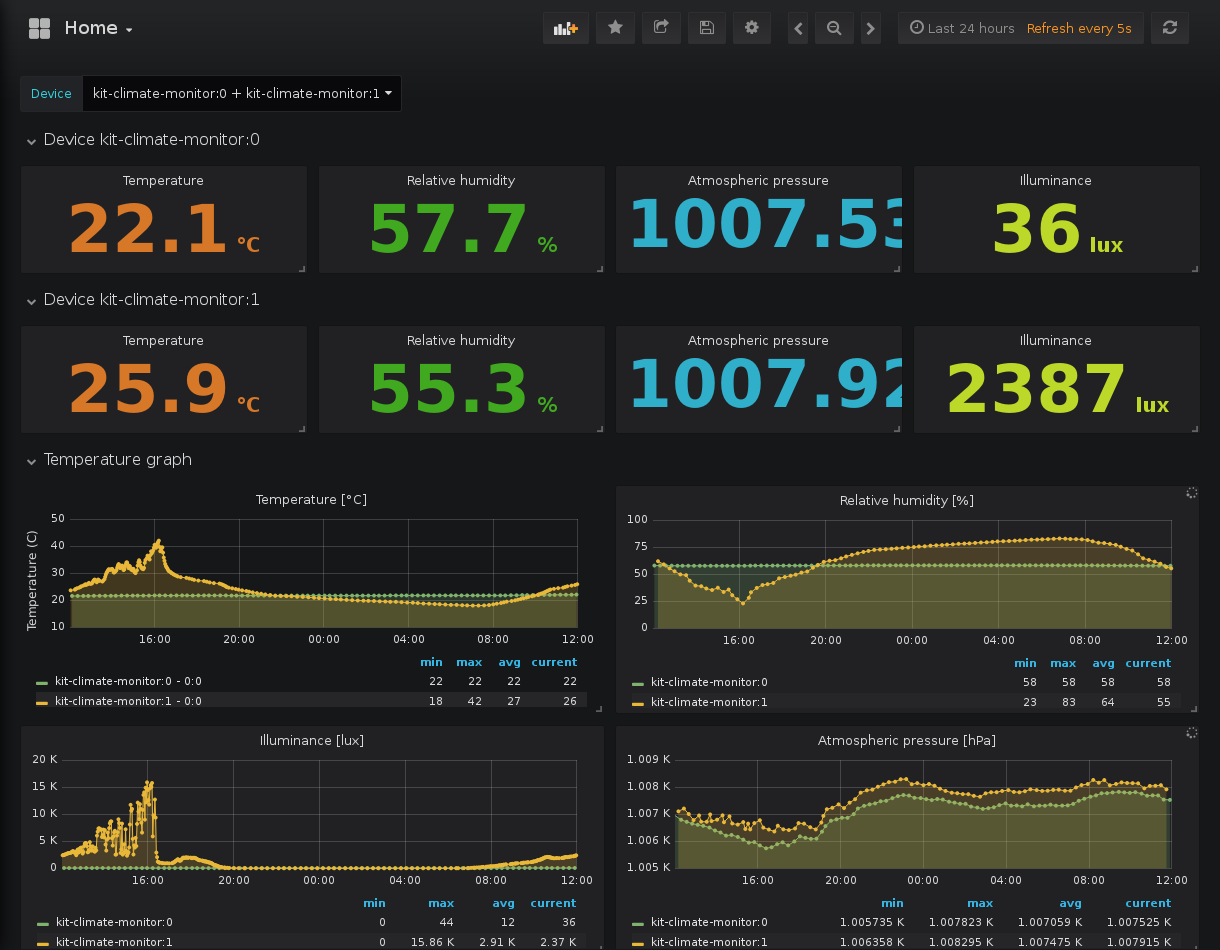 Home
Last 24 hours Refresh every 5s
Device kit-climate-monitor:0 + kit-climate-monitor:1
Device kit-climate-monitor:0
Temperature Relative humidity Atmospheric pressure Illuminance
22.1 °C 57.7 % 1007.53 36 lux
Device kit-climate-monitor:1
Temperature Relative humidity Atmospheric pressure Illuminance
25.9 °C 55.3 % 1007.92 2387 lux
Temperature graph
Temperature [°C]
Temperature (C)
50
40
30
20
10
16:00 20:00 00:00 04:00 08:00 12:00
min max avg current
kit-climate-monitor:0 - 0:0 22 22 22 22
kit-climate-monitor:1 - 0:0 18 42 27 26
Relative humidity [%]
100
75
50
25
0
16:00 20:00 00:00 04:00 08:00 12:00
min max avg current
kit-climate-monitor:0 58 58 58 58
kit-climate-monitor:1 23 83 64 55
Illuminance [lux]
20 K
15 K
10 K
5 K
0
16:00 20:00 00:00 04:00 08:00 12:00
min max avg current
kit-climate-monitor:0 0 44 12 36
kit-climate-monitor:1 0 15.86 K 2.91 K 2.37 K
Atmospheric pressure [hPa]
1.009 K
1.008 K
1.007 K
1.006 K
1.005 K
16:00 20:00 00:00 04:00 08:00 12:00
min max avg current
kit-climate-monitor:0 1.005735 K 1.007823 K 1.007059 K 1.007525 K
kit-climate-monitor:1 1.006358 K 1.008295 K 1.007475 K 1.007915 K